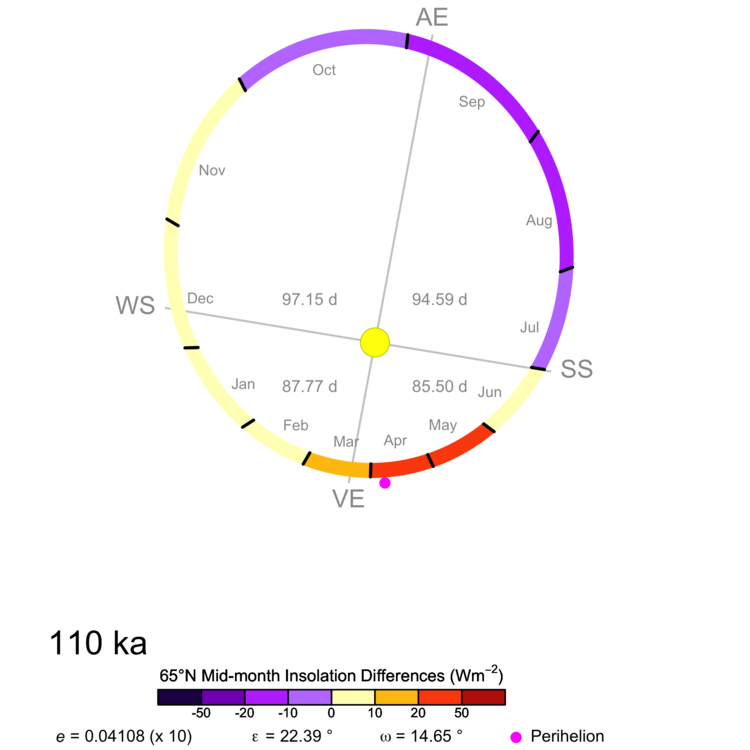 AE
Oct
Sep
Nov
Aug
WS
Dec
97.15 d
94.59 d
Jul
SS
Jan
87.77 d
85.50 d
Jun
Feb
Mar
Apr
May
VE
110 ka
65°N Mid-month Insolation Differences (Wm⁻²)
-50 -20 -10 0 10 20 50
e = 0.04108 (x 10) ε = 22.39 ° ω = 14.65 ° Perihelion